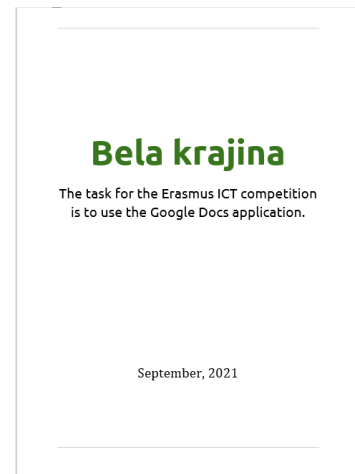 Bela krajina
The task for the Erasmus ICT competition
is to use the Google Docs application.
September, 2021